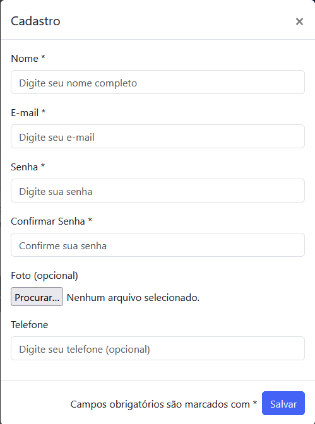 Cadastro ×
Nome *
Digite seu nome completo
E-mail *
Digite seu e-mail
Senha *
Digite sua senha
Confirmar Senha *
Confirme sua senha
Foto (opcional)
Procurar... Nenhum arquivo selecionado.
Telefone
Digite seu telefone (opcional)
Campos obrigatórios são marcados com * Salvar